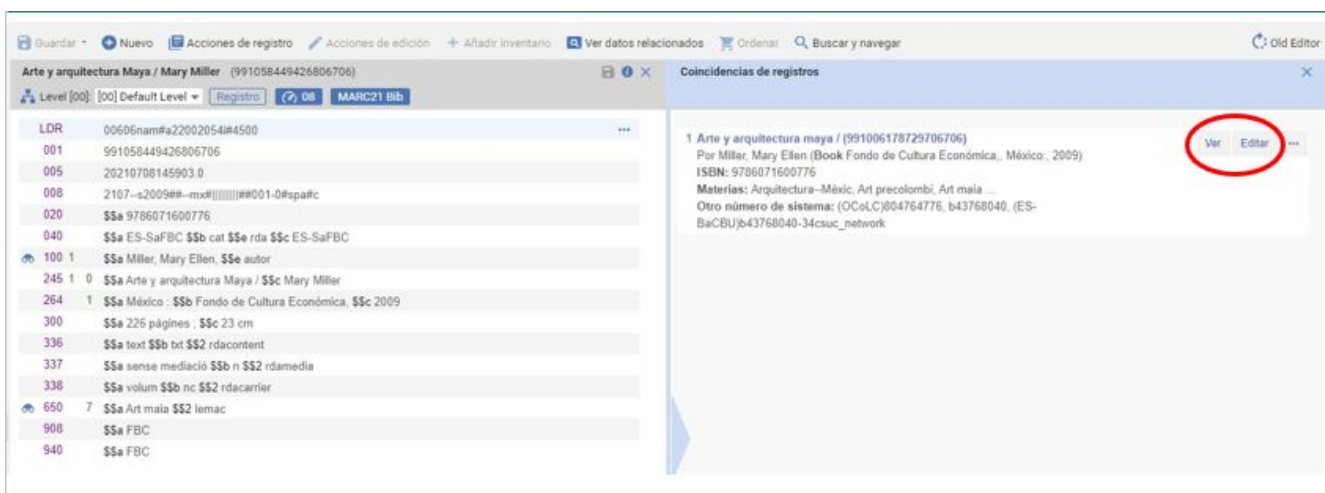 Guardar Nuevo Acciones de registro Acciones de edición + Añadir inventario Ver datos relacionados Ordenar Buscar y navegar Old Editor
Arte y arquitectura Maya / Mary Miller (991058449426806706)
Level [00]: [00] Default Level Registro 08 MARC21 Bib
LDR 00606nam#a22002054i#4500 ...
001 991058449426806706
005 20210708145903.0
008 2107--s2009##--mx#||||||||##001-0#spa#c
020 $$a 9786071600776
040 $$a ES-SaFBC $$b cat $$e rda $$c ES-SaFBC
100 1 $$a Miller, Mary Ellen, $$e autor
245 1 0 $$a Arte y arquitectura Maya / $$c Mary Miller
264 1 $$a México : $$b Fondo de Cultura Económica, $$c 2009
300 $$a 226 pàgines ; $$c 23 cm
336 $$a text $$b txt $$2 rdacontent
337 $$a sense mediació $$b n $$2 rdamedia
338 $$a volum $$b nc $$2 rdacarrier
650 7 $$a Art maia $$2 lemac
908 $$a FBC
940 $$a FBC
Coincidencias de registros
1 Arte y arquitectura maya / (991006178729706706)
Ver Editar ...
Por Miller, Mary Ellen (Book Fondo de Cultura Económica,, México:, 2009)
ISBN: 9786071600776
Materias: Arquitectura--Mèxic, Art precolombí, Art maia ...
Otro número de sistema: (OCoLC)804764776, b43768040, (ES-
BaCBU)b43768040-34csuc_network